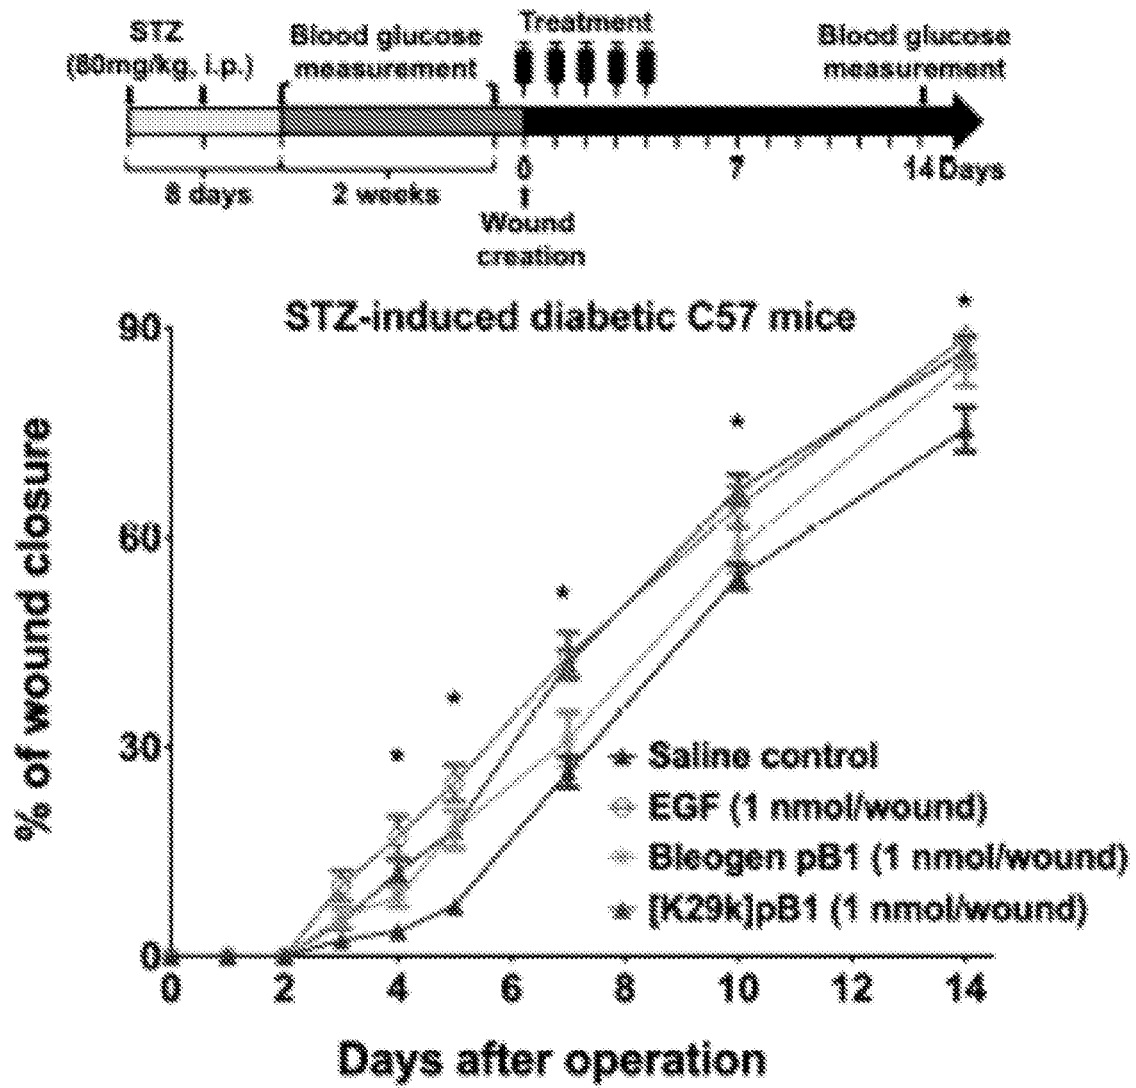 STZ
(80mg/kg, i.p.)
Blood glucose
measurement
Treatment
Blood glucose
measurement
8 days
2 weeks
0
7
14 Days
Wound
creation
STZ-induced diabetic C57 mice
% of wound closure
90
60
30
0
*
*
*
*
*
Saline control
EGF (1 nmol/wound)
Bleogen pB1 (1 nmol/wound)
[K29k]pB1 (1 nmol/wound)
0 2 4 6 8 10 12 14
Days after operation